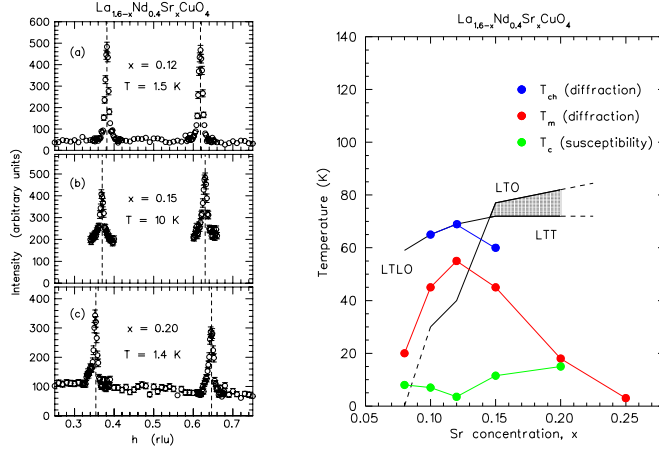 La1.6-xNd0.4SrxCuO4
600
500
400
300
200
100
0
(a)
x = 0.12
T = 1.5 K
500
400
300
200
100
0
(b)
x = 0.15
T = 10 K
400
300
200
100
0
(c)
x = 0.20
T = 1.4 K
0.3 0.4 0.5 0.6 0.7
h (rlu)
Intensity (arbitrary units)
La1.6-xNd0.4SrxCuO4
140
120
100
80
60
40
20
0
Temperature (K)
Tch (diffraction)
Tm (diffraction)
Tc (susceptibility)
LTO
LTT
LTLO
0.05 0.10 0.15 0.20 0.25
Sr concentration, x